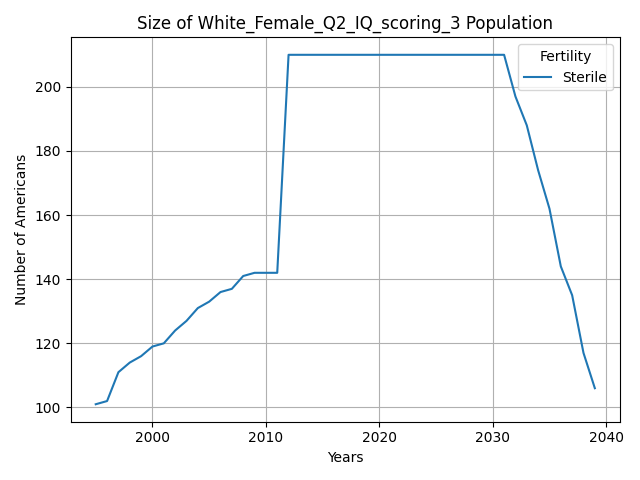 Size of White_Female_Q2_IQ_scoring_3 Population
Fertility
Sterile
Number of Americans
200
180
160
140
120
100
2000
2010
2020
2030
2040
Years